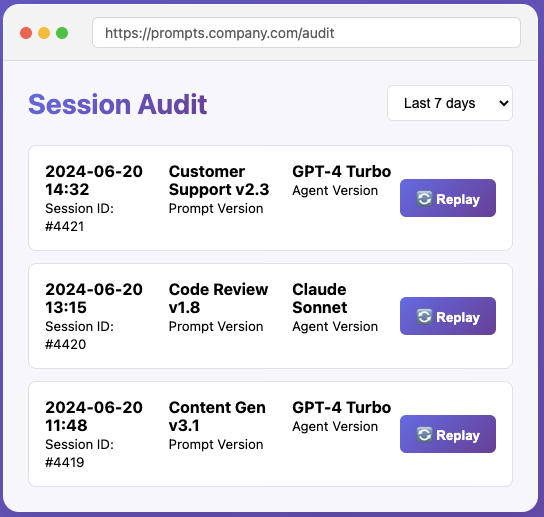 https://prompts.company.com/audit
Session Audit
Last 7 days
2024-06-20
14:32
Session ID:
#4421
Customer
Support v2.3
Prompt Version
GPT-4 Turbo
Agent Version
Replay
2024-06-20
13:15
Session ID:
#4420
Code Review
v1.8
Prompt Version
Claude
Sonnet
Agent Version
Replay
2024-06-20
11:48
Session ID:
#4419
Content Gen
v3.1
Prompt Version
GPT-4 Turbo
Agent Version
Replay